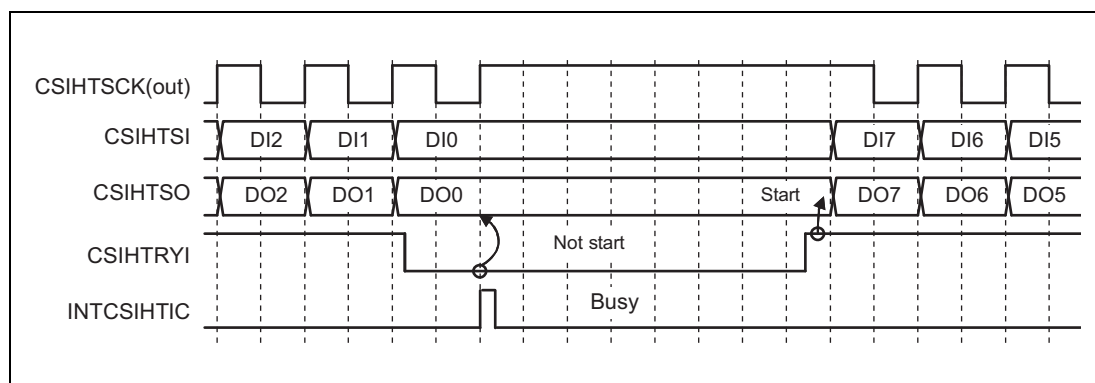 CSIHTSCK(out)
CSIHTSI DI2 DI1 DI0 DI7 DI6 DI5
CSIHTSO DO2 DO1 DO0 Start DO7 DO6 DO5
CSIHTRYI Not start
INTCSIHTIC Busy